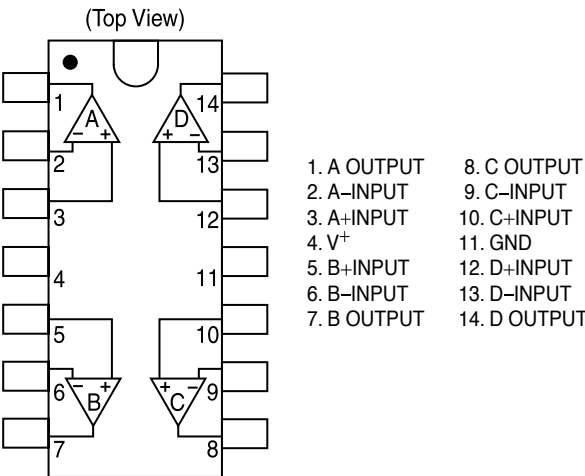 (Top View)
1
14
A
D
− +
+ −
2
13
3
12
4
11
5
10
− +
+ −
6
9
B
C
7
8
1. A OUTPUT
2. A−INPUT
3. A+INPUT
4. V+
5. B+INPUT
6. B−INPUT
7. B OUTPUT
8. C OUTPUT
9. C−INPUT
10. C+INPUT
11. GND
12. D+INPUT
13. D−INPUT
14. D OUTPUT